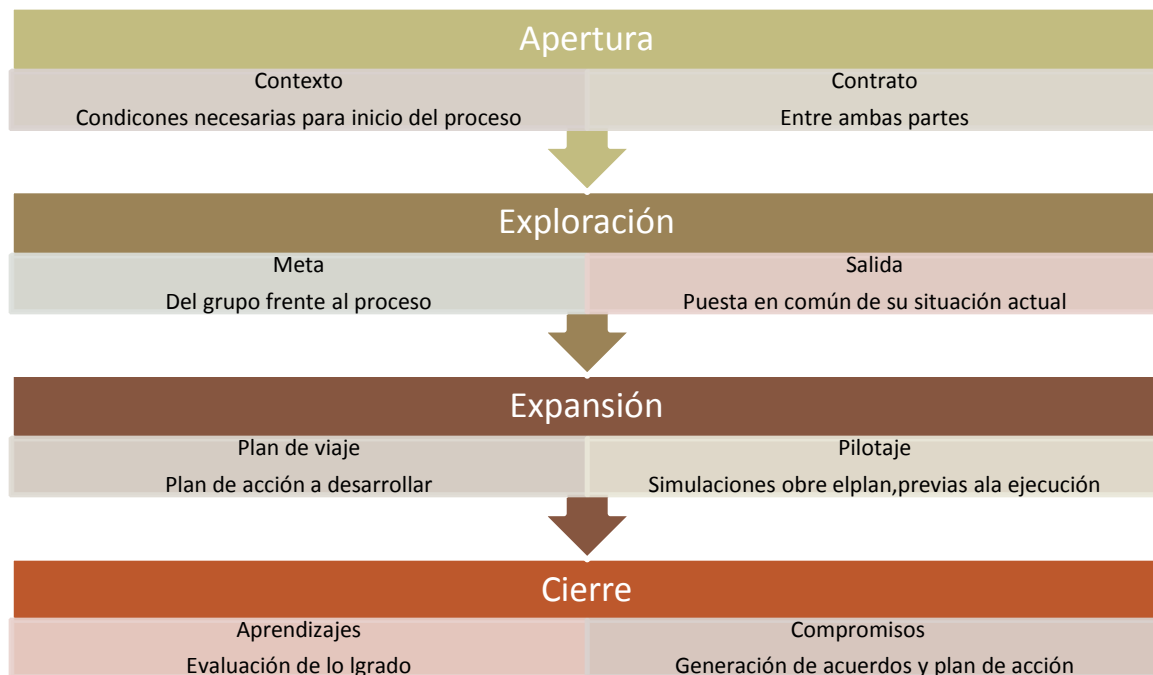 Apertura
Contexto
Condicones necesarias para inicio del proceso
Contrato
Entre ambas partes
Exploración
Meta
Del grupo frente al proceso
Salida
Puesta en común de su situación actual
Expansión
Plan de viaje
Plan de acción a desarrollar
Pilotaje
Simulaciones obre elplan,previas ala ejecución
Cierre
Aprendizajes
Evaluación de lo lgrado
Compromisos
Generación de acuerdos y plan de acción